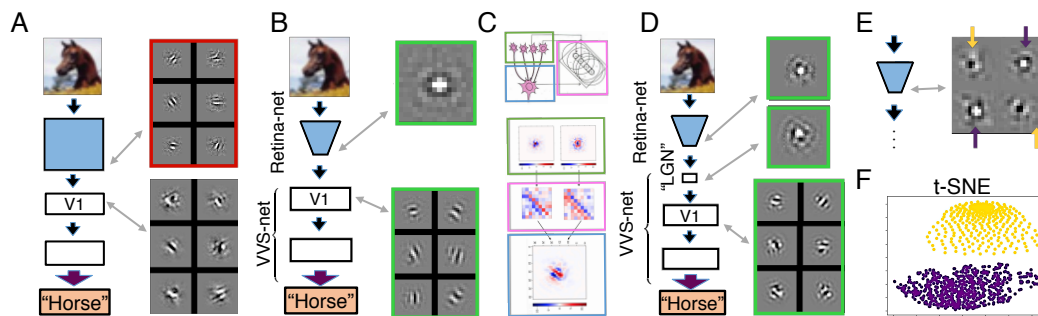 A
V1
"Horse"
B
Retina-net
VVS-net
V1
"Horse"
C
D
Retina-net
"LGN"
VVS-net
V1
"Horse"
E
F
t-SNE